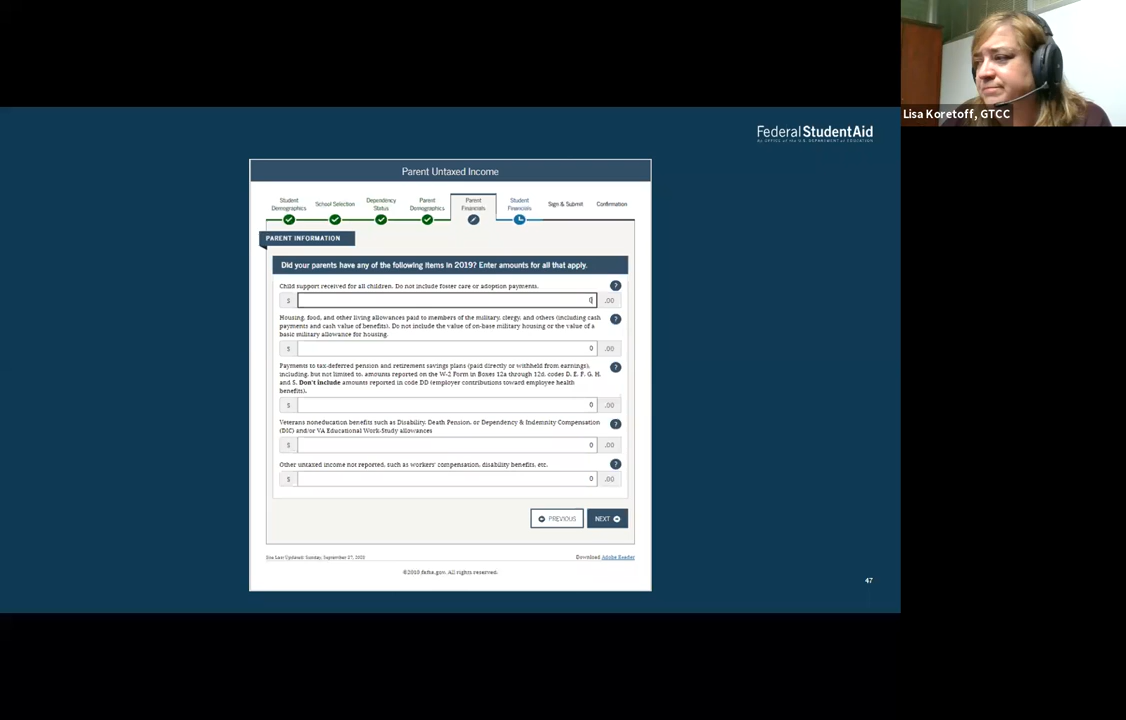 Lisa Koretoff, GTCC
FederalStudentAid
Parent Untaxed Income
Student
Demographics
School Selection
Dependency
Status
Parent
Demographics
Parent
Financials
Student
Financials
Sign & Submit
Confirmation
PARENT INFORMATION
Did your parents have any of the following items in 2019? Enter amounts for all that apply.
Child support received for all children. Do not include foster care or adoption payments.
?
$ 0 .00
Housing, food, and other living allowances paid to members of the military, clergy, and others (including cash
payments and cash value of benefits). Do not include the value of on-base military housing or the value of a
basic military allowance for housing.
?
$ 0 .00
Payments to tax-deferred pension and retirement savings plans (paid directly or withheld from earnings),
including, but not limited to, amounts reported on the W-2 Form in Boxes 12a through 12d, codes D, E, F, G, H,
and S. Don't include amounts reported in code DD (employer contributions toward employee health
benefits).
?
$ 0 .00
Veterans noneducation benefits such as Disability, Death Pension, or Dependency & Indemnity Compensation
(DIC) and/or VA Educational Work-Study allowances
?
$ 0 .00
Other untaxed income not reported, such as workers' compensation, disability benefits, etc.
?
$ 0 .00
PREVIOUS
NEXT
Site Last Updated: Sunday, September 27,
Download Adobe Reader
fafsa.gov. All rights reserved.
47